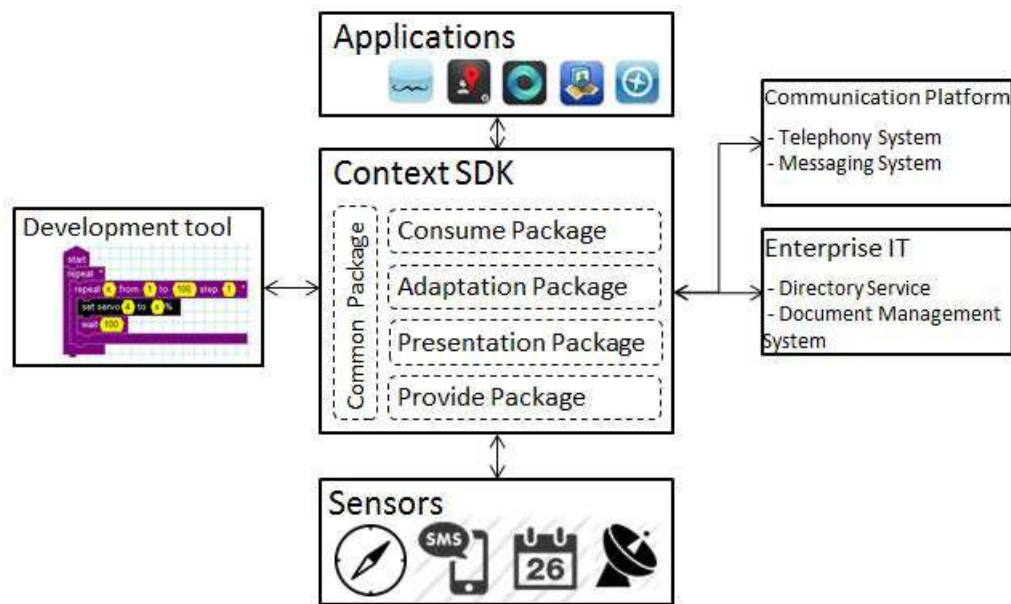 Applications
Context SDK
Common Package
Consume Package
Adaptation Package
Presentation Package
Provide Package
Development tool
start
repeat
repeat x from 1 to 100 step 1
set servo 4 to x %
wait 100
Communication Platform
- Telephony System
- Messaging System
Enterprise IT
- Directory Service
- Document Management
System
Sensors
SMS
26